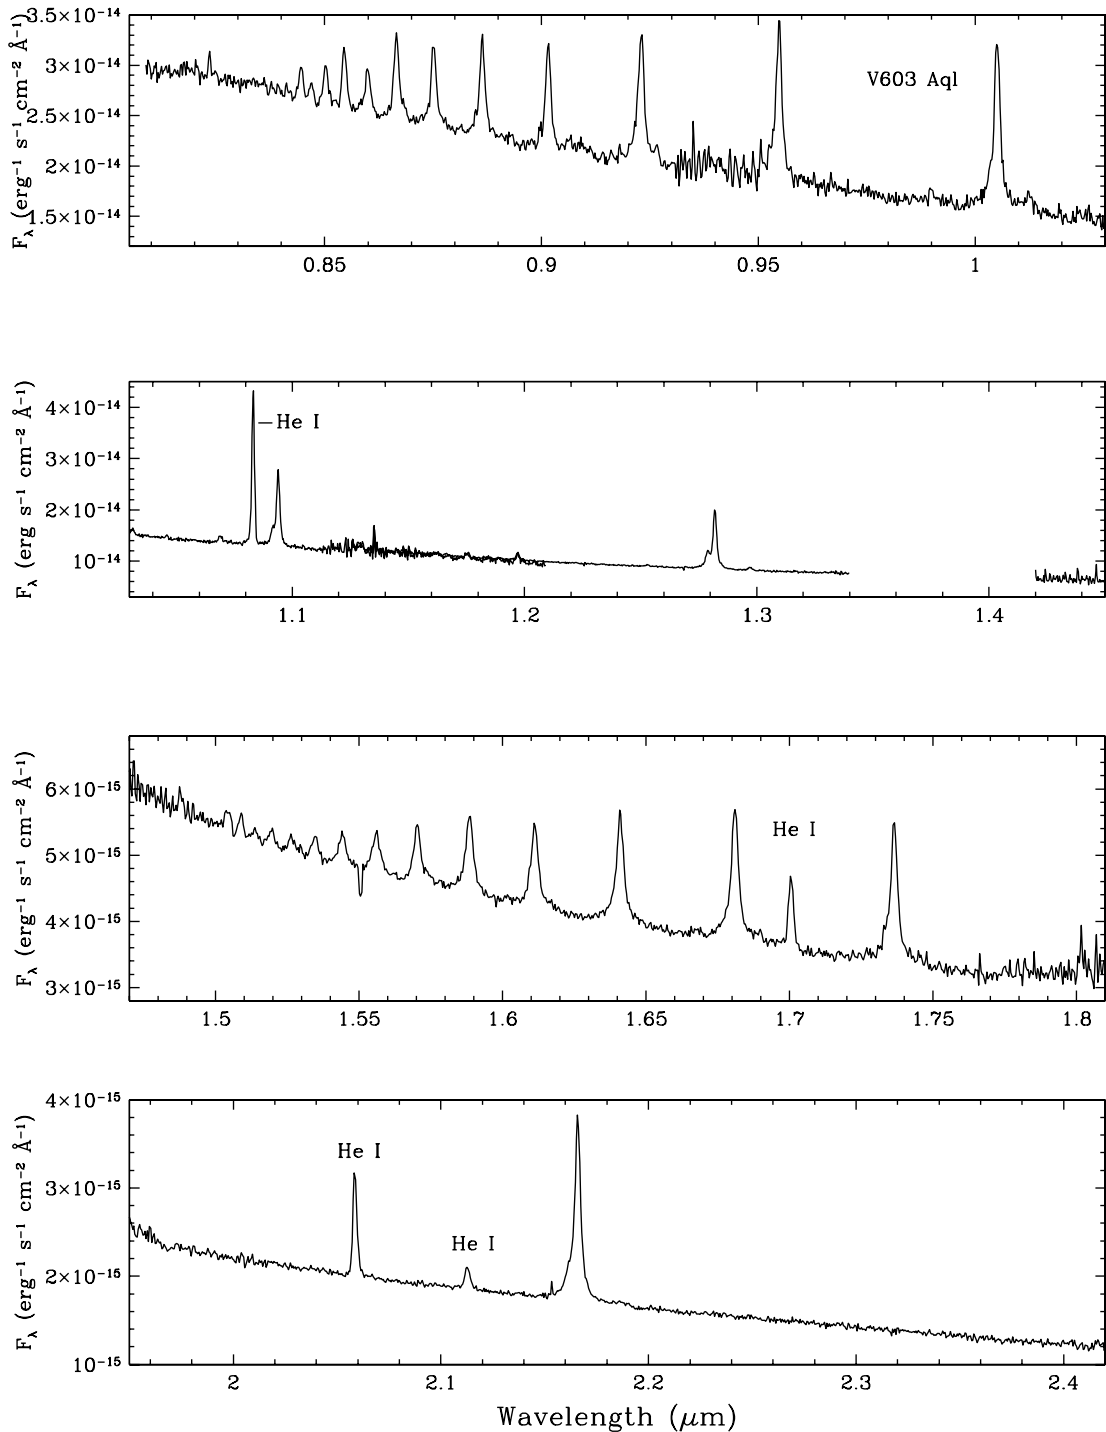 V603 Aql
F_λ (erg⁻¹ s⁻¹ cm⁻² Å⁻¹)
3.5×10⁻¹⁴
3×10⁻¹⁴
2.5×10⁻¹⁴
2×10⁻¹⁴
1.5×10⁻¹⁴
0.85 0.9 0.95 1
F_λ (erg s⁻¹ cm⁻² Å⁻¹)
4×10⁻¹⁴
He I
3×10⁻¹⁴
2×10⁻¹⁴
10⁻¹⁴
1.1 1.2 1.3 1.4
F_λ (erg⁻¹ s⁻¹ cm⁻² Å⁻¹)
6×10⁻¹⁵
He I
5×10⁻¹⁵
4×10⁻¹⁵
3×10⁻¹⁵
1.5 1.55 1.6 1.65 1.7 1.75 1.8
F_λ (erg⁻¹ s⁻¹ cm⁻² Å⁻¹)
4×10⁻¹⁵
He I
3×10⁻¹⁵
He I
2×10⁻¹⁵
10⁻¹⁵
2 2.1 2.2 2.3 2.4
Wavelength (μm)